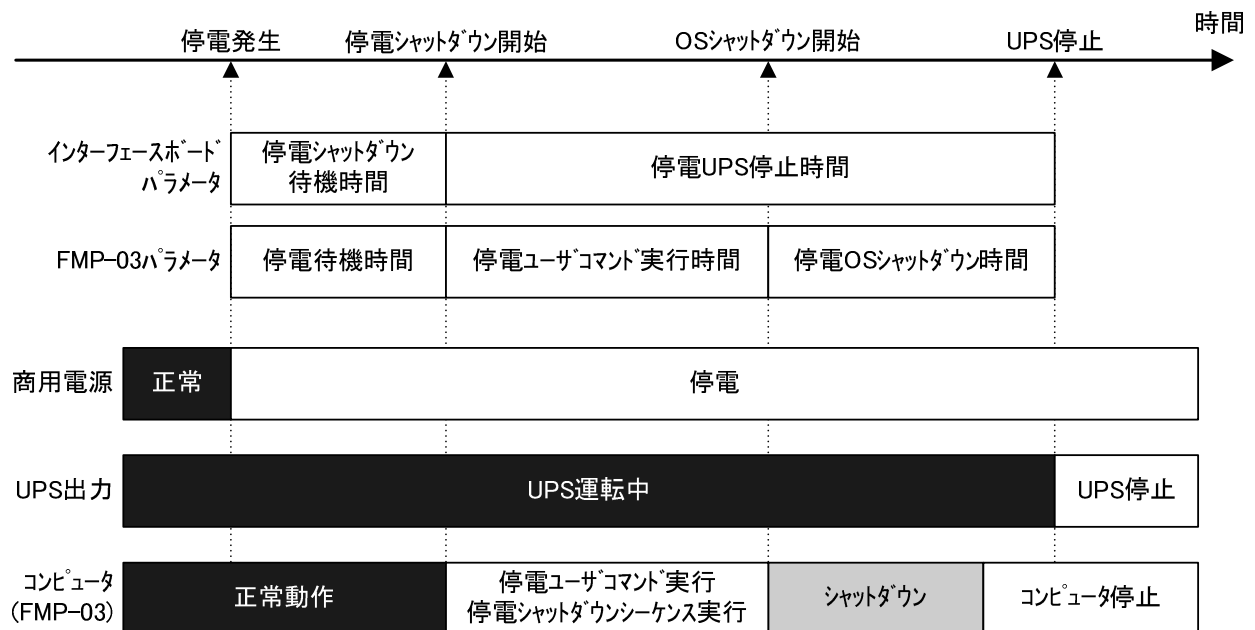 時間
停電発生
停電ｼｬｯﾄﾀﾞｳﾝ開始
OSｼｬｯﾄﾀﾞｳﾝ開始
UPS停止
ｲﾝﾀｰﾌｪｰｽﾎﾞｰﾄﾞ
ﾊﾟﾗﾒｰﾀ
停電ｼｬｯﾄﾀﾞｳﾝ
待機時間
停電UPS停止時間
FMP-03ﾊﾟﾗﾒｰﾀ
停電待機時間
停電ﾕｰｻﾞｺﾏﾝﾄﾞ実行時間
停電OSｼｬｯﾄﾀﾞｳﾝ時間
商用電源
正常
停電
UPS出力
UPS運転中
UPS停止
ｺﾝﾋﾟｭｰﾀ
(FMP-03)
正常動作
停電ﾕｰｻﾞｺﾏﾝﾄﾞ実行
停電ｼｬｯﾄﾀﾞｳﾝｼｰｹﾝｽ実行
ｼｬｯﾄﾀﾞｳﾝ
ｺﾝﾋﾟｭｰﾀ停止